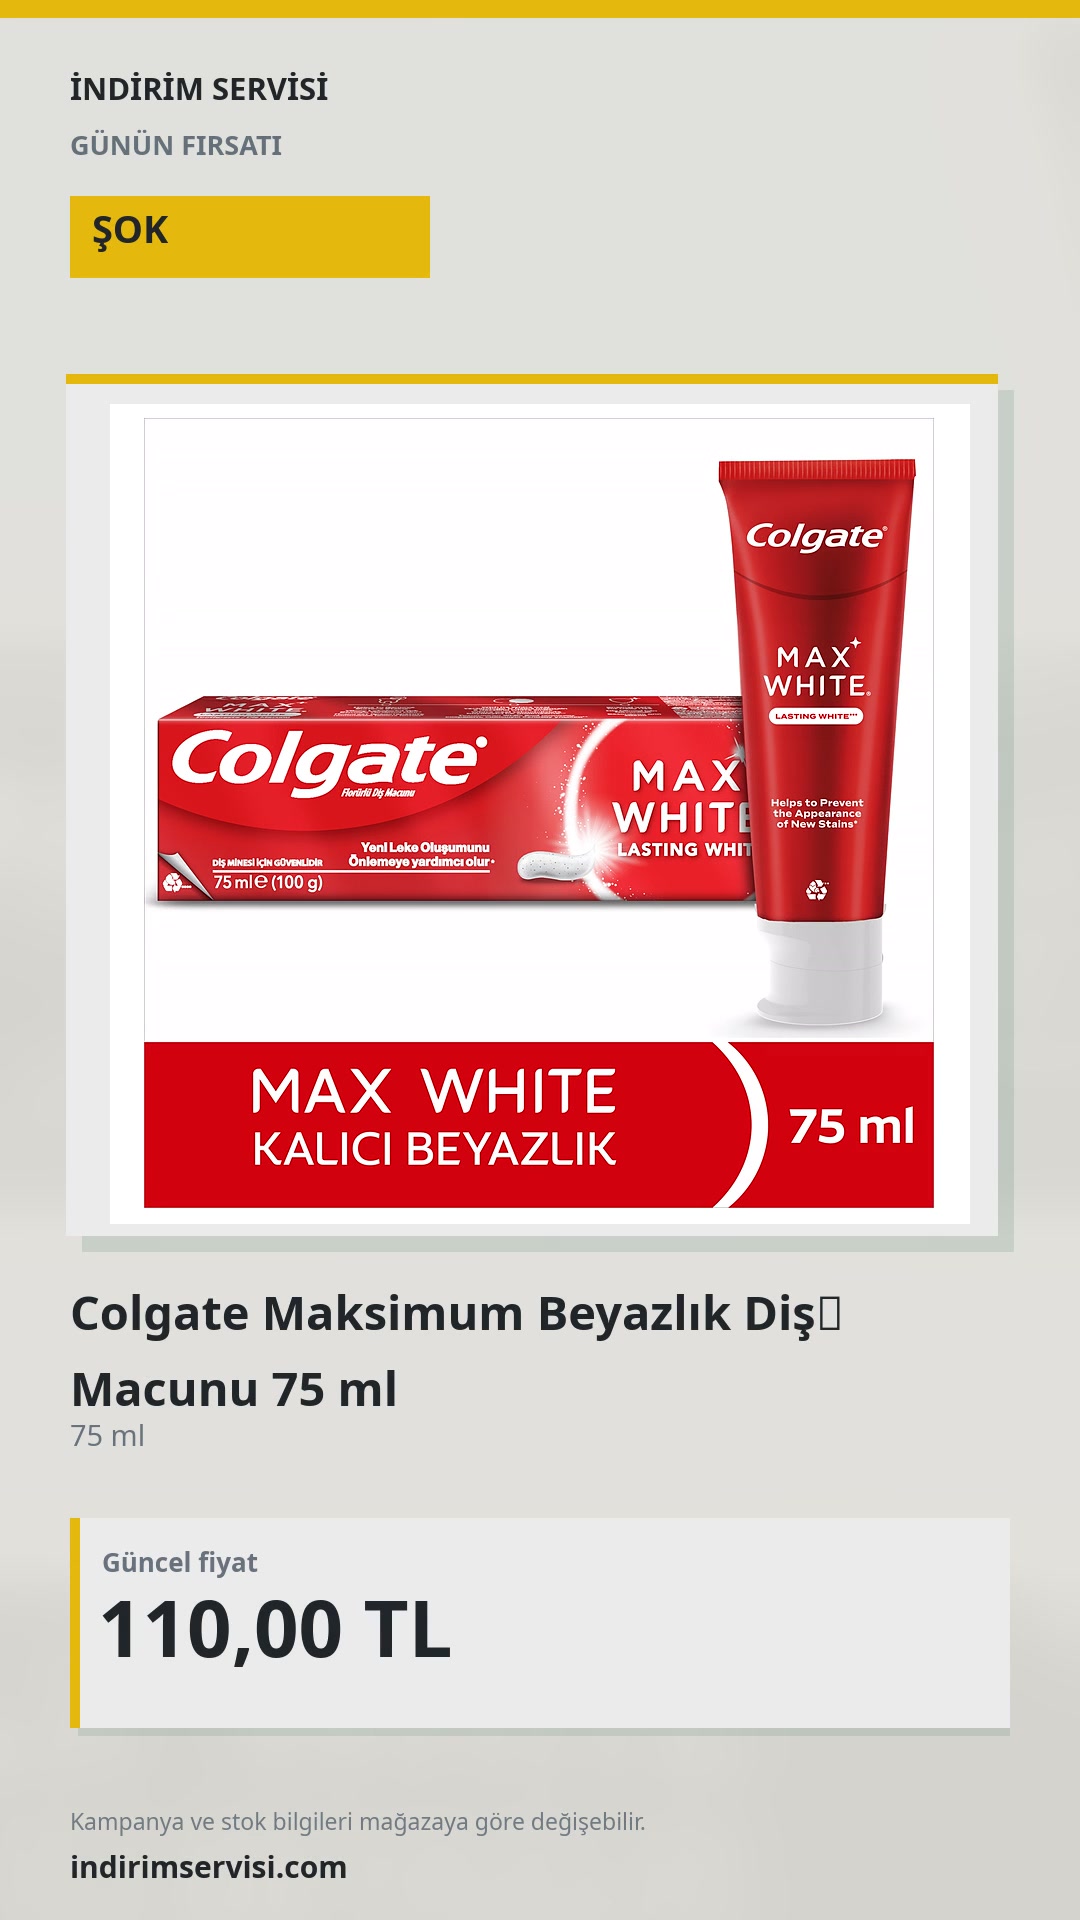 İNDİRİM SERVİSİ
GÜNÜN FIRSATI
ŞOK
Colgate
MAX
WHITE
LASTING WHITE
Helps to Prevent
the Appearance
of New Stains*
Colgate
MAX WHITE
Colgate
Florürlü Diş Macunu
MAX
WHITE
LASTING WHIT
Yeni Leke Oluşumunu
Önlemeye yardımcı olur•
DİŞ MİNESİ İÇİN GÜVENLİDİR
75 ml e (100 g)
MAX WHITE
KALICI BEYAZLIK
75 ml
Colgate Maksimum Beyazlık Diş
Macunu 75 ml
75 ml
Güncel fiyat
110,00 TL
Kampanya ve stok bilgileri mağazaya göre değişebilir.
indirimservisi.com